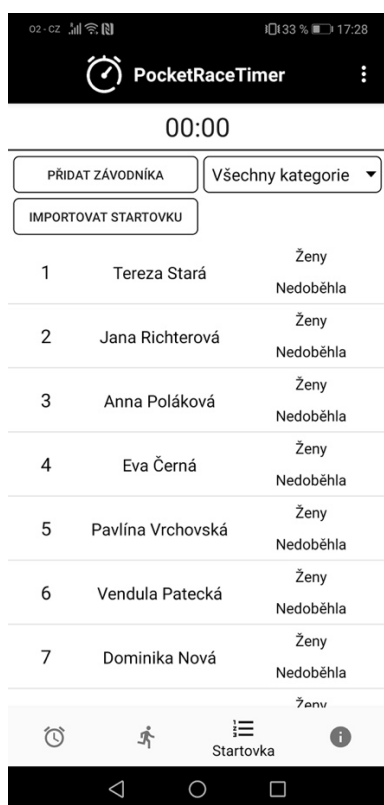 O2 - CZ 33 % 17:28
PocketRaceTimer
00:00
PŘIDAT ZÁVODNÍKA Všechny kategorie
IMPORTOVAT STARTOVKU
Ženy
1 Tereza Stará
Nedoběhla
Ženy
2 Jana Richterová
Nedoběhla
Ženy
3 Anna Poláková
Nedoběhla
Ženy
4 Eva Černá
Nedoběhla
Ženy
5 Pavlína Vrchovská
Nedoběhla
Ženy
6 Vendula Patecká
Nedoběhla
Ženy
7 Dominika Nová
Nedoběhla
Ženy
Startovka